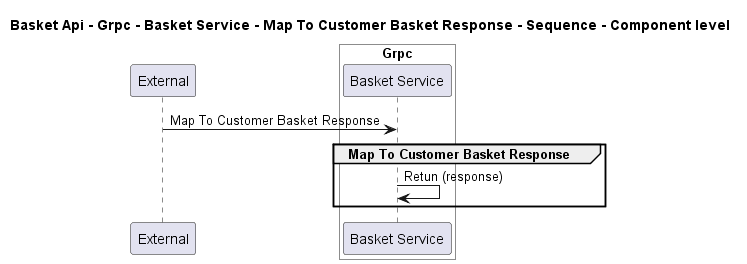 Basket Api - Grpc - Basket Service - Map To Customer Basket Response - Sequence - Component level
Grpc
External
Basket Service
Map To Customer Basket Response
Map To Customer Basket Response
Retun (response)
External
Basket Service